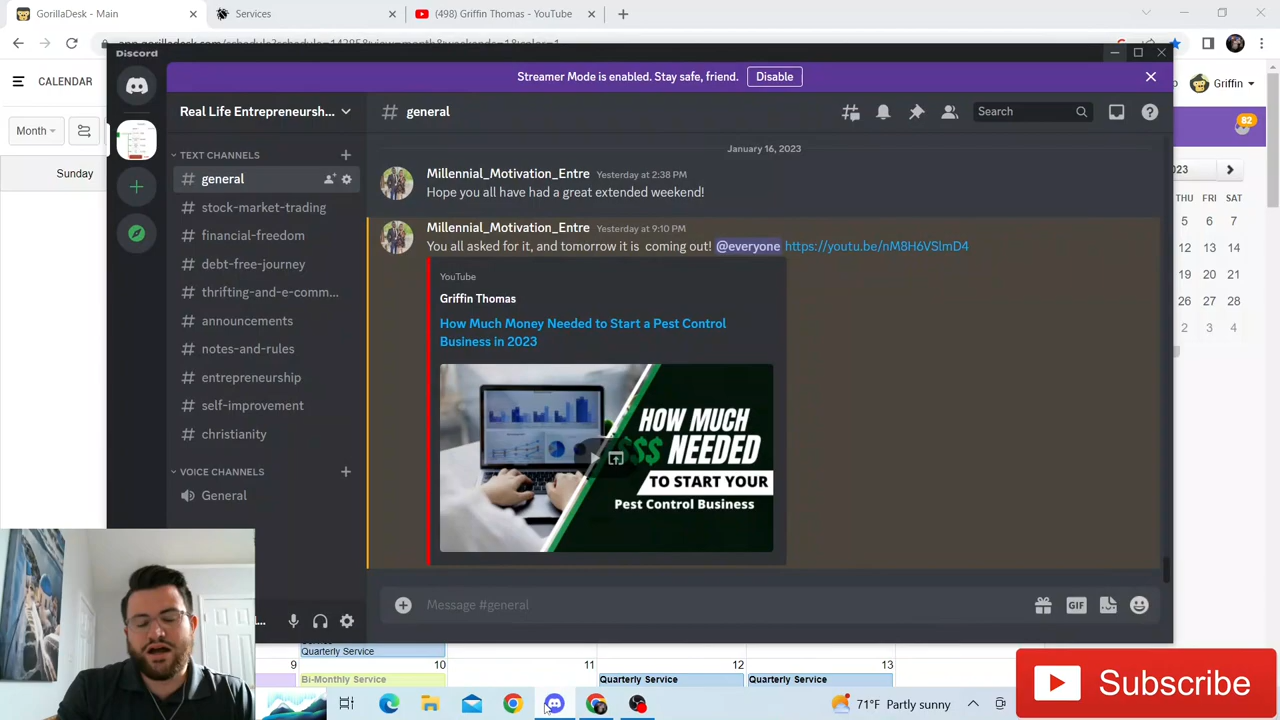 GorillaDesk - Main
Services
(498) Griffin Thomas - YouTube
Discord
CALENDAR
Griffin
Streamer Mode is enabled. Stay safe, friend.
Disable
Real Life Entrepreneursh...
# general
Search
82
Month
TEXT CHANNELS
January 16, 2023
023
Sunday
# general
Millennial_Motivation_Entre Yesterday at 2:38 PM
Hope you all have had a great extended weekend!
THU FRI SAT
# stock-market-trading
5 6 7
# financial-freedom
Millennial_Motivation_Entre Yesterday at 9:10 PM
You all asked for it, and tomorrow it is coming out! @everyone https://youtu.be/nM8H6VSlmD4
12 13 14
# debt-free-journey
YouTube
19 20 21
# thrifting-and-e-comm...
Griffin Thomas
26 27 28
# announcements
How Much Money Needed to Start a Pest Control
Business in 2023
2 3 4
# notes-and-rules
# entrepreneurship
# self-improvement
# christianity
HOW MUCH
$$$ NEEDED
TO START YOUR
Pest Control Business
VOICE CHANNELS
General
Message #general
GIF
Quarterly Service
9 10 11 12 13
Bi-Monthly Service
Quarterly Service
Quarterly Service
Subscribe
71°F Partly sunny